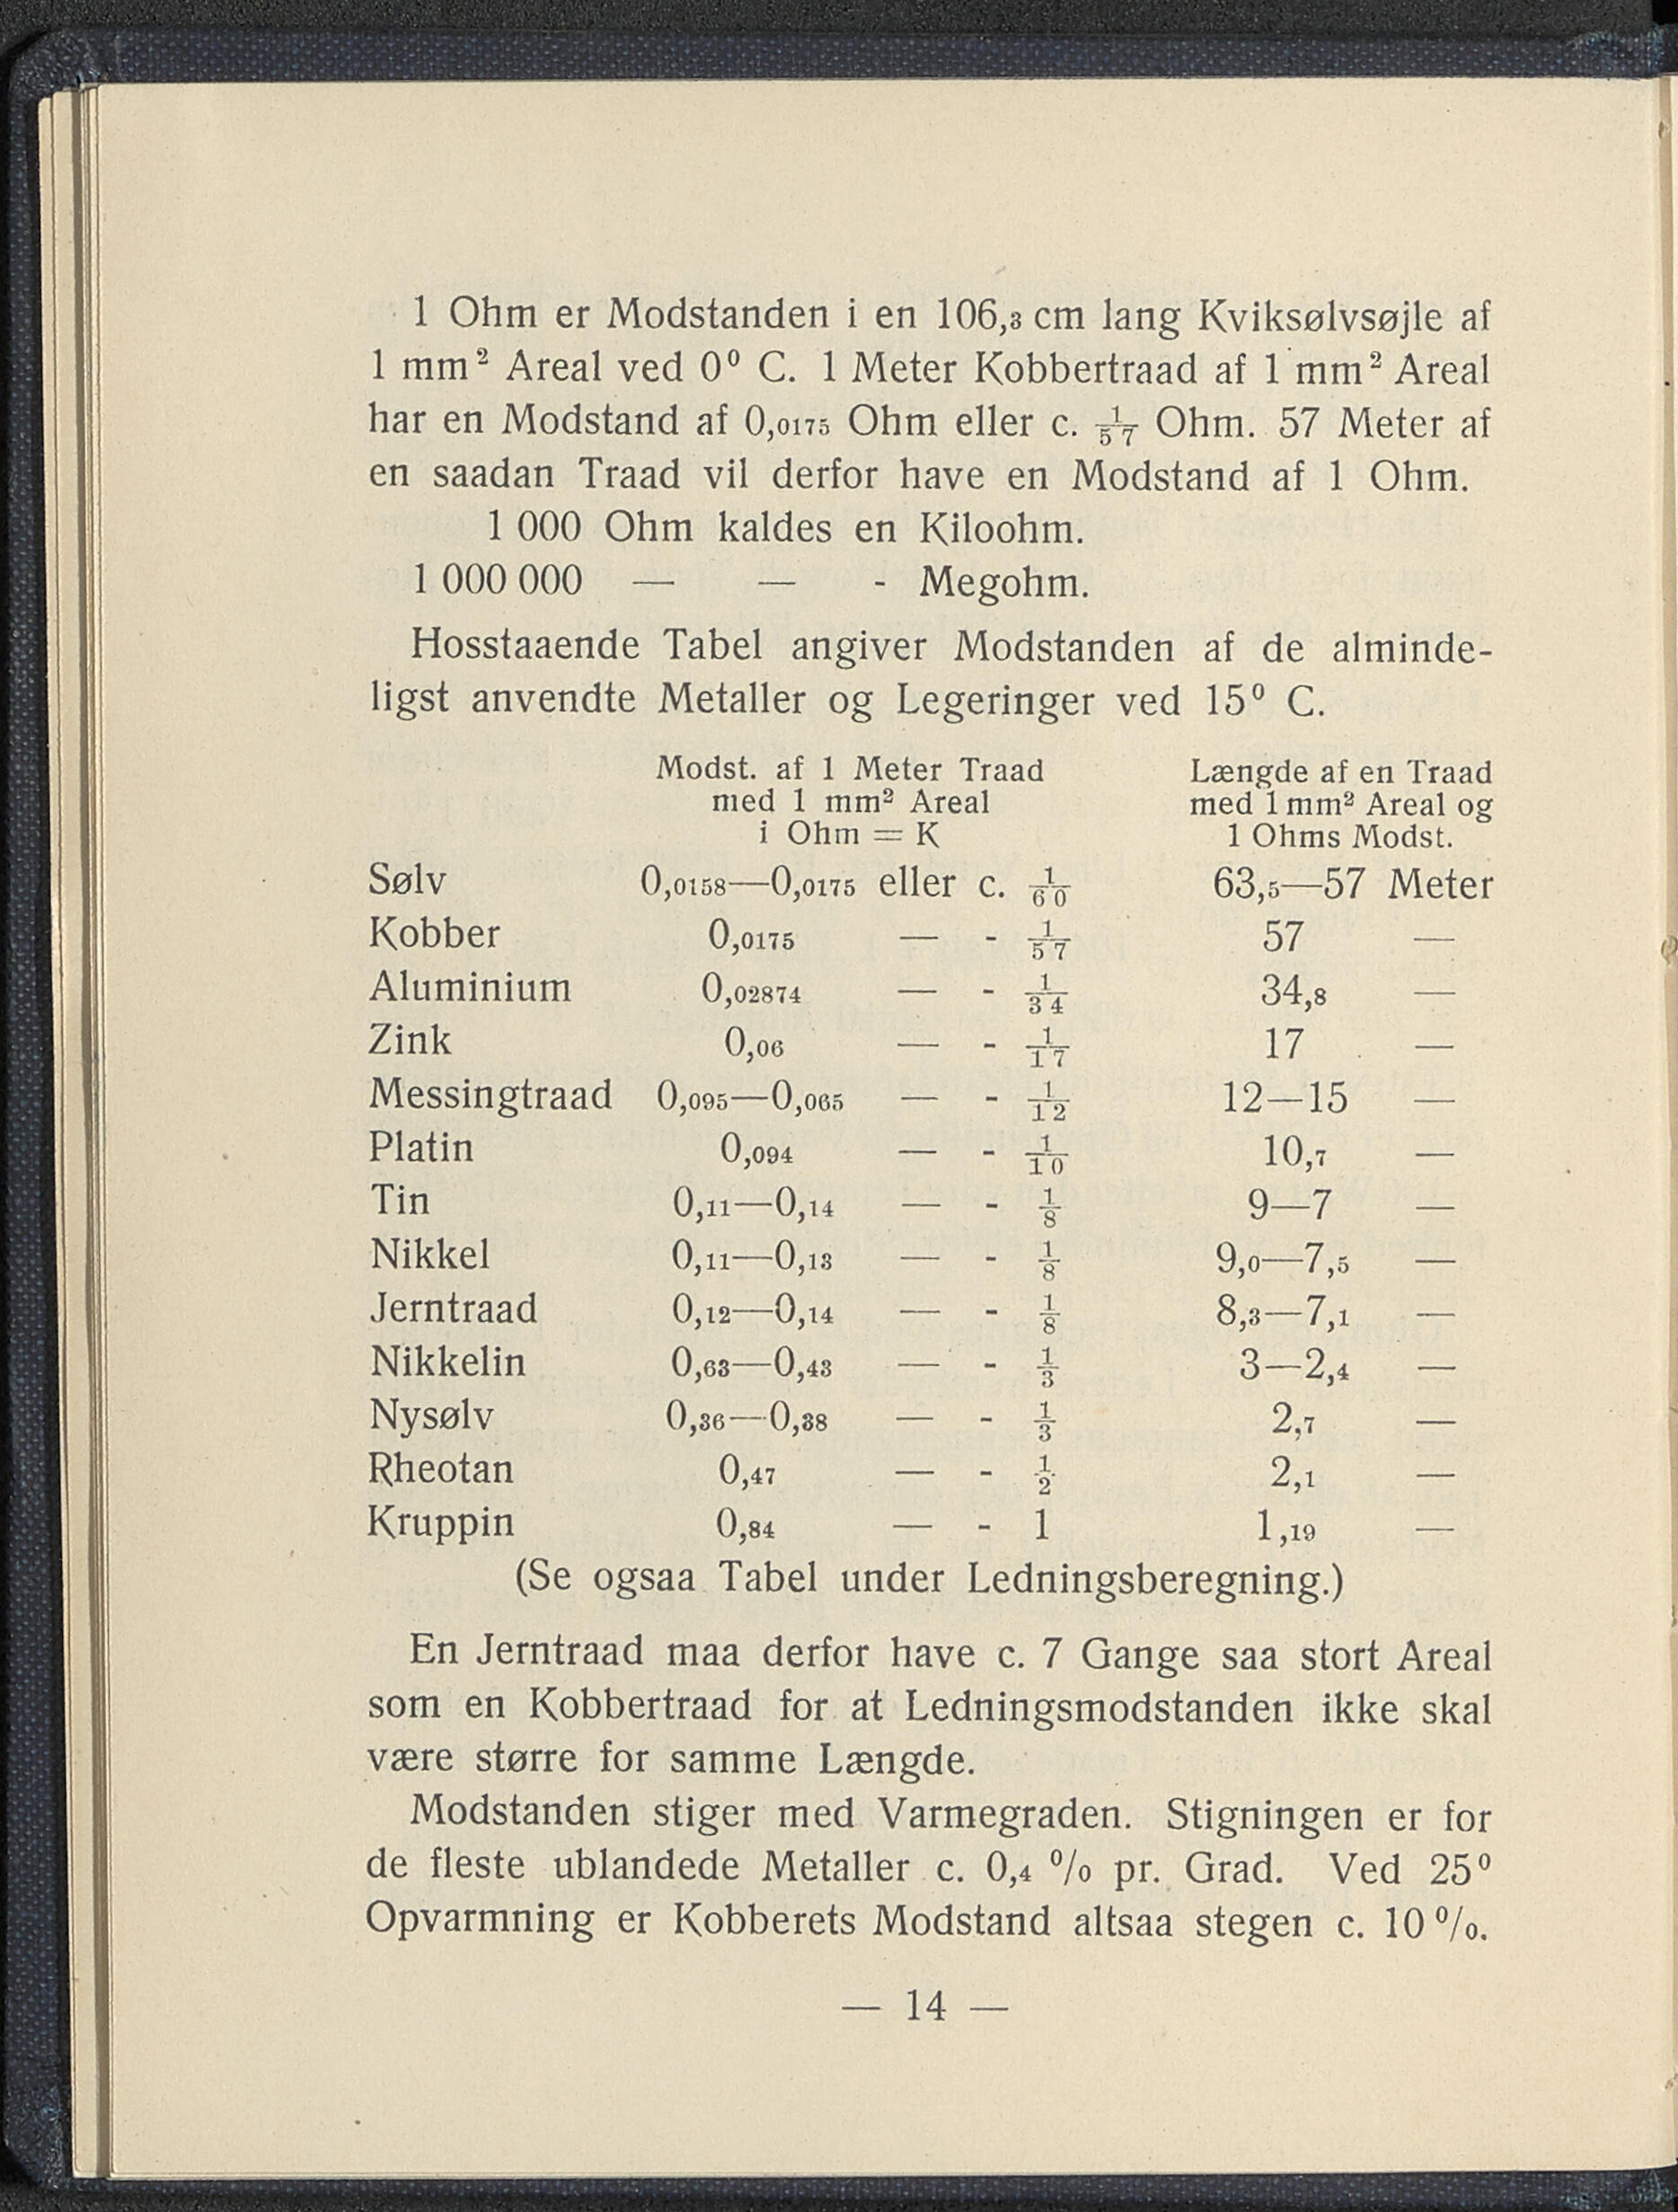 1 Ohm er Modstanden i en 106,3 cm lang Kviksølvsøjle af
1 mm² Areal ved 0⁰ C. 1 Meter Kobbertraad af 1 mm² Areal
har en Modstand af 0,0175 Ohm eller c. 1/57 Ohm. 57 Meter af
en saadan Traad vil derfor have en Modstand af 1 Ohm.
1 000 Ohm kaldes en Kiloohm.
1 000 000 — — - Megohm.
Hosstaaende Tabel angiver Modstanden af de alminde-
ligst anvendte Metaller og Legeringer ved 15⁰ C.
Modst. af 1 Meter Traad Længde af en Traad
med 1 mm² Areal med 1 mm² Areal og
i Ohm = K 1 Ohms Modst.
Sølv 0,0158—0,0175 eller c. 1/60 63,5—57 Meter
Kobber 0,0175 — - 1/57 57 —
Aluminium 0,02874 — - 1/34 34,8 —
Zink 0,06 — - 1/17 17 —
Messingtraad 0,095—0,065 — - 1/12 12—15 —
Platin 0,094 — - 1/10 10,7 —
Tin 0,11—0,14 — - 1/8 9—7 —
Nikkel 0,11—0,13 — - 1/8 9,0—7,5 —
Jerntraad 0,12—0,14 — - 1/8 8,3—7,1 —
Nikkelin 0,63—0,43 — - 1/3 3—2,4 —
Nysølv 0,36—0,38 — - 1/3 2,7 —
Rheotan 0,47 — - 1/2 2,1 —
Kruppin 0,84 — - 1 1,19 —
(Se ogsaa Tabel under Ledningsberegning.)
En Jerntraad maa derfor have c. 7 Gange saa stort Areal
som en Kobbertraad for at Ledningsmodstanden ikke skal
være større for samme Længde.
Modstanden stiger med Varmegraden. Stigningen er for
de fleste ublandede Metaller c. 0,4 % pr. Grad. Ved 25⁰
Opvarmning er Kobberets Modstand altsaa stegen c. 10 %.
— 14 —